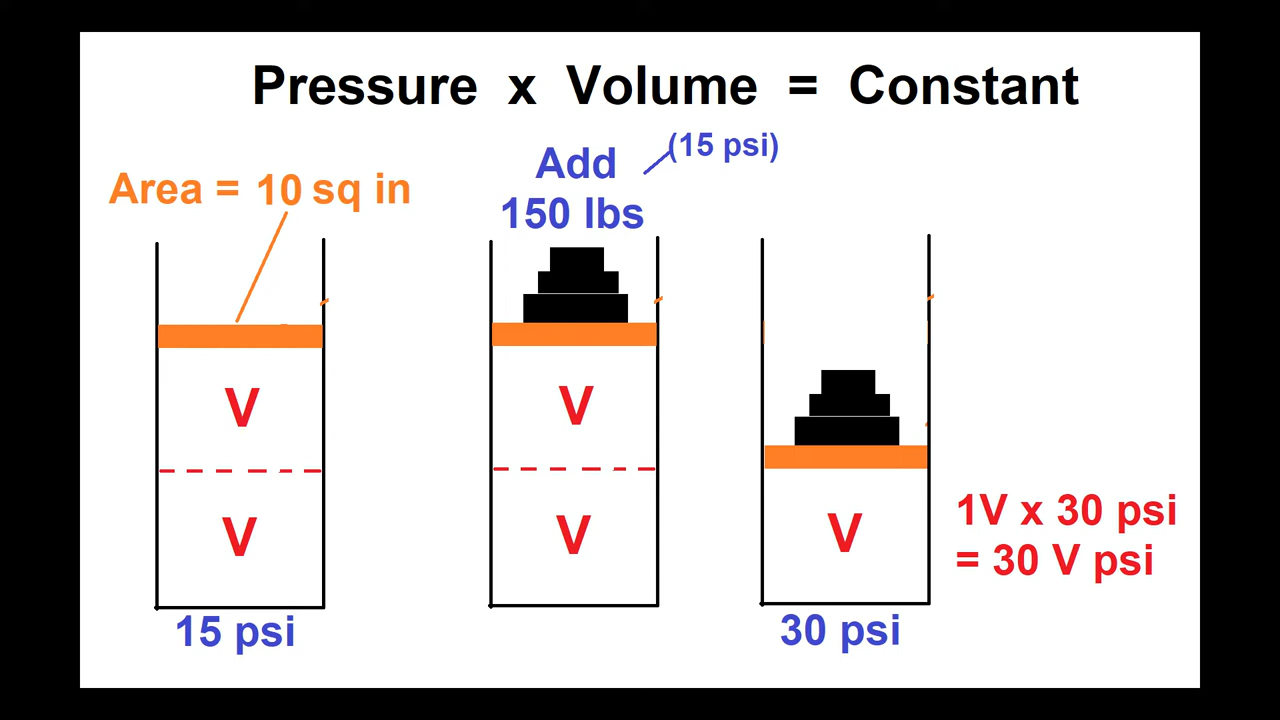 Pressure x Volume = Constant
(15 psi)
Add
150 lbs
Area = 10 sq in
V
V
15 psi
V
V
V
30 psi
1V x 30 psi
= 30 V psi